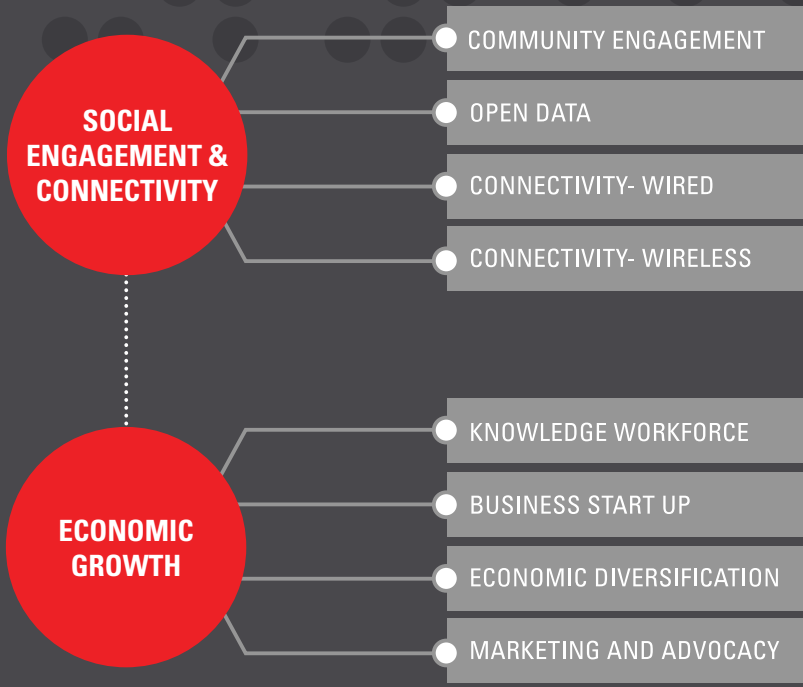 SOCIAL
ENGAGEMENT &
CONNECTIVITY
COMMUNITY ENGAGEMENT
OPEN DATA
CONNECTIVITY- WIRED
CONNECTIVITY- WIRELESS
ECONOMIC
GROWTH
KNOWLEDGE WORKFORCE
BUSINESS START UP
ECONOMIC DIVERSIFICATION
MARKETING AND ADVOCACY